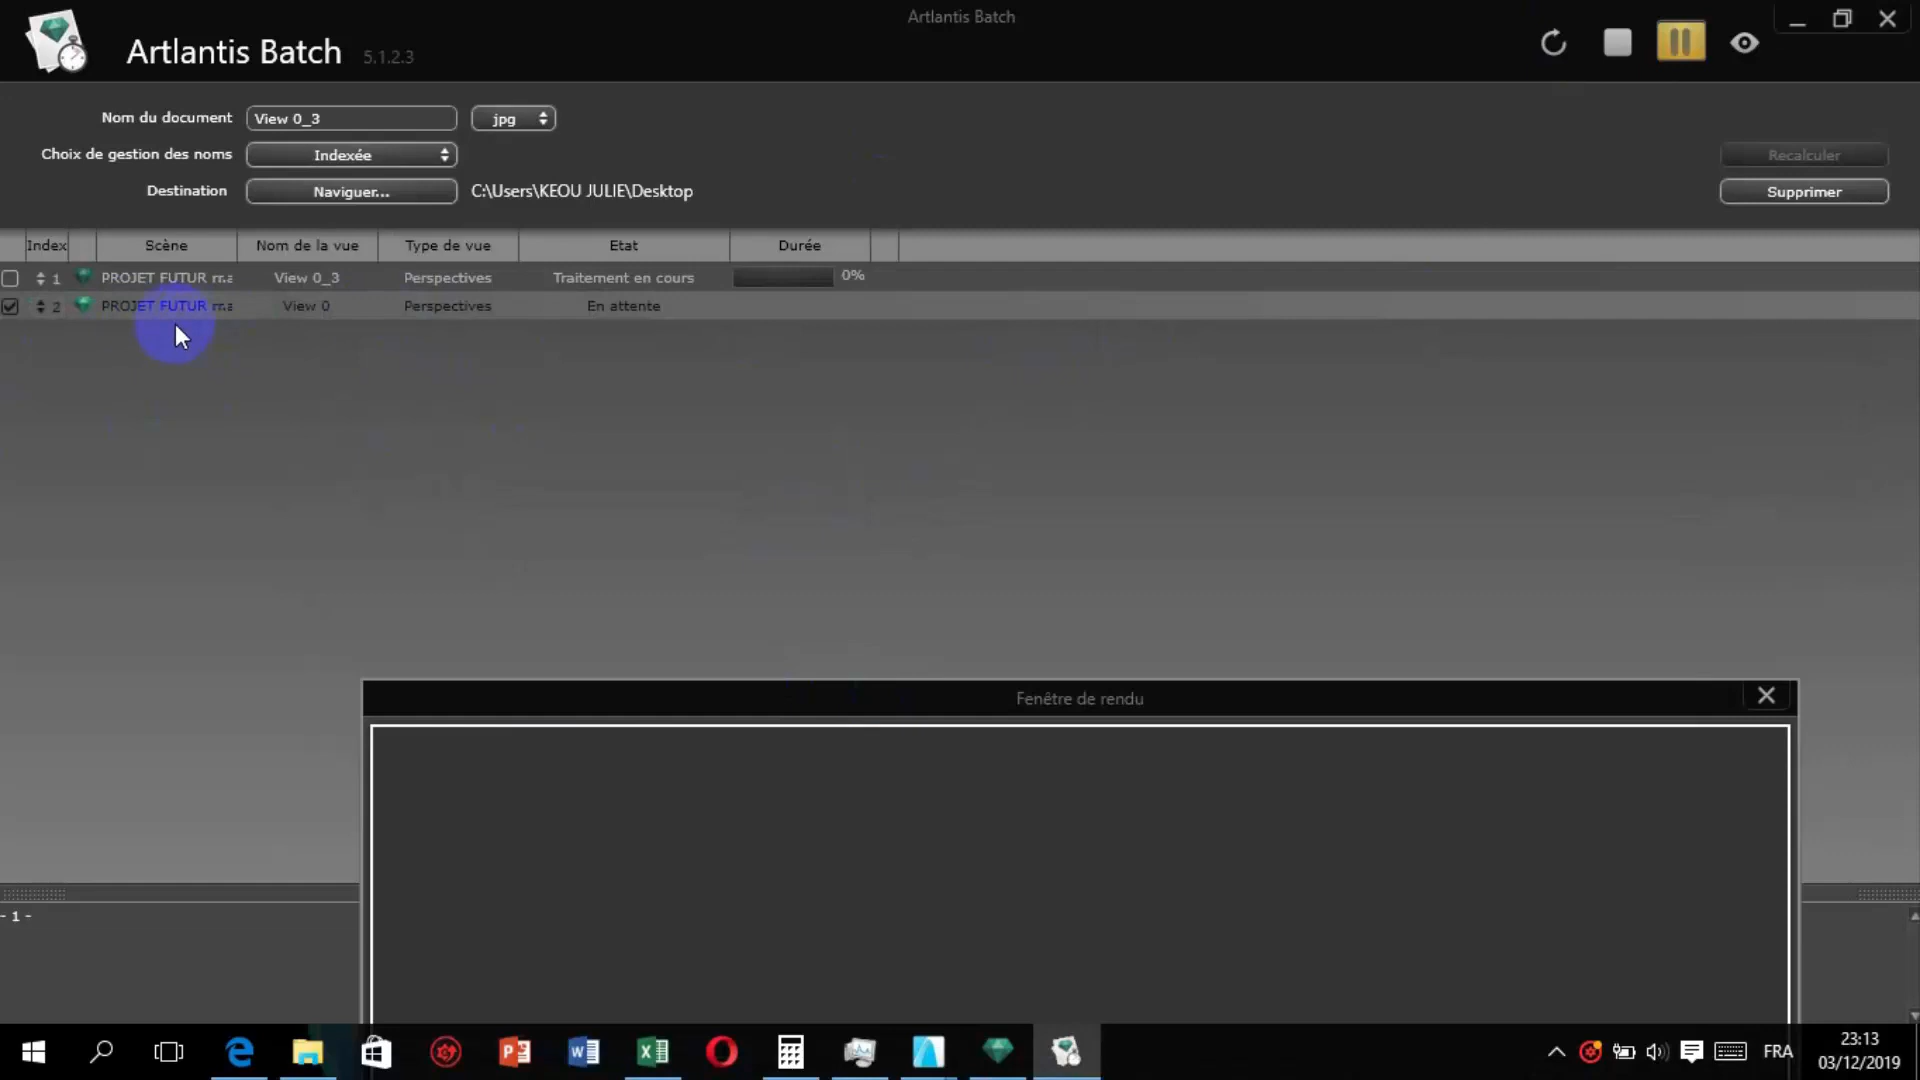 Artlantis Batch
Artlantis Batch 5.1.2.3
Nom du document View 0_3 jpg
Choix de gestion des noms Indexée
Recalculer
Destination Naviguer... C:\Users\KEOU JULIE\Desktop
Supprimer
Index Scène Nom de la vue Type de vue Etat Durée
1 PROJET FUTUR rr.a View 0_3 Perspectives Traitement en cours 0%
2 PROJET FUTUR rr.a View 0 Perspectives En attente
Fenêtre de rendu
- 1 -
FRA
23:13
03/12/2019